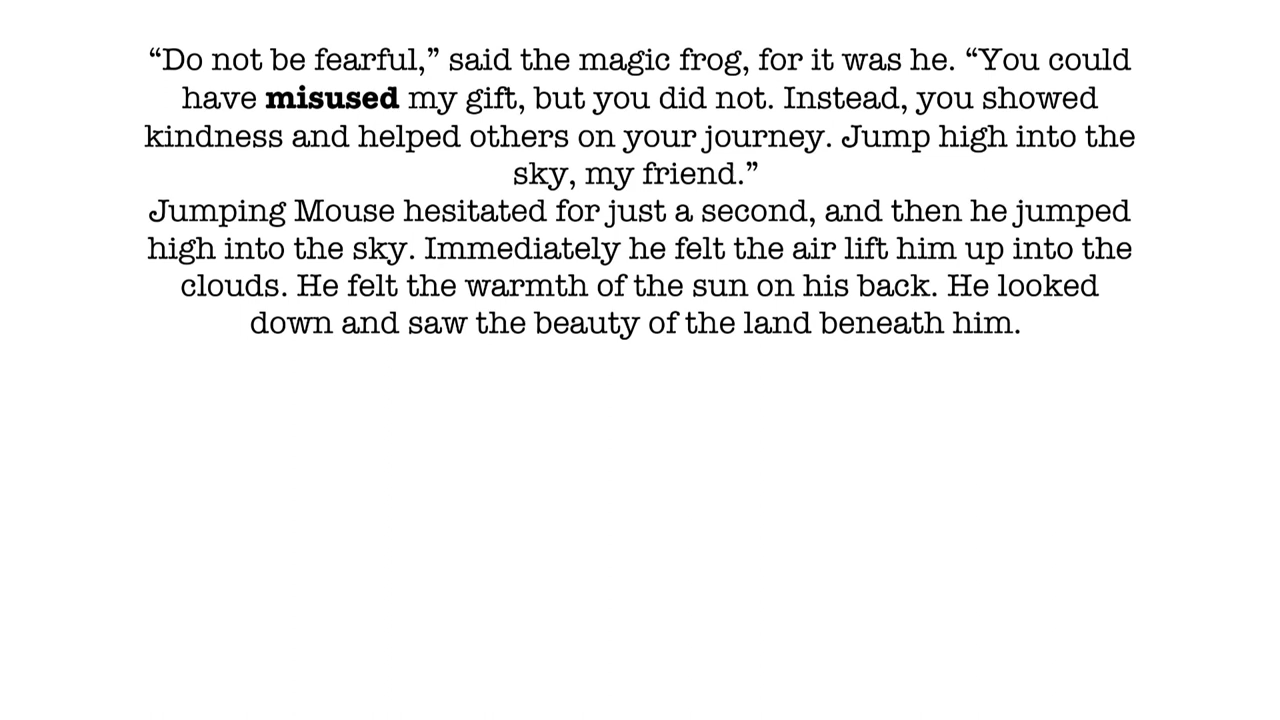 “Do not be fearful,” said the magic frog, for it was he. “You could
have misused my gift, but you did not. Instead, you showed
kindness and helped others on your journey. Jump high into the
sky, my friend.”
Jumping Mouse hesitated for just a second, and then he jumped
high into the sky. Immediately he felt the air lift him up into the
clouds. He felt the warmth of the sun on his back. He looked
down and saw the beauty of the land beneath him.